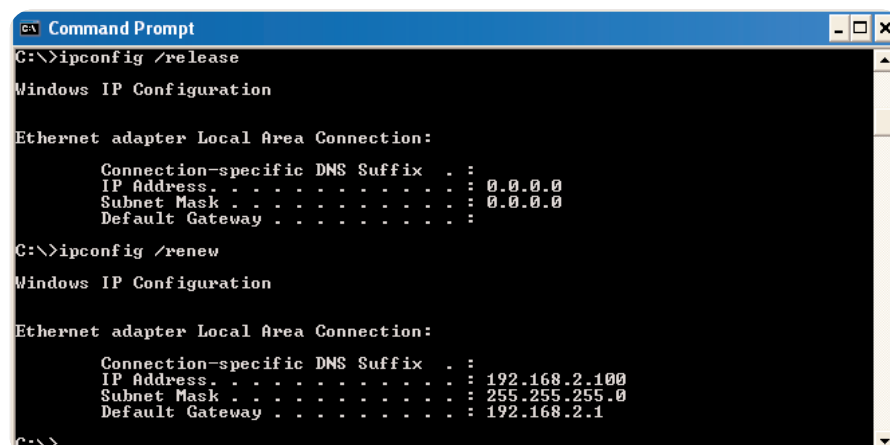 Command Prompt
C:\>ipconfig /release
Windows IP Configuration
Ethernet adapter Local Area Connection:
Connection-specific DNS Suffix . :
IP Address. . . . . . . . . . . . : 0.0.0.0
Subnet Mask . . . . . . . . . . . : 0.0.0.0
Default Gateway . . . . . . . . . :
C:\>ipconfig /renew
Windows IP Configuration
Ethernet adapter Local Area Connection:
Connection-specific DNS Suffix . :
IP Address. . . . . . . . . . . . : 192.168.2.100
Subnet Mask . . . . . . . . . . . : 255.255.255.0
Default Gateway . . . . . . . . . : 192.168.2.1
C:\>